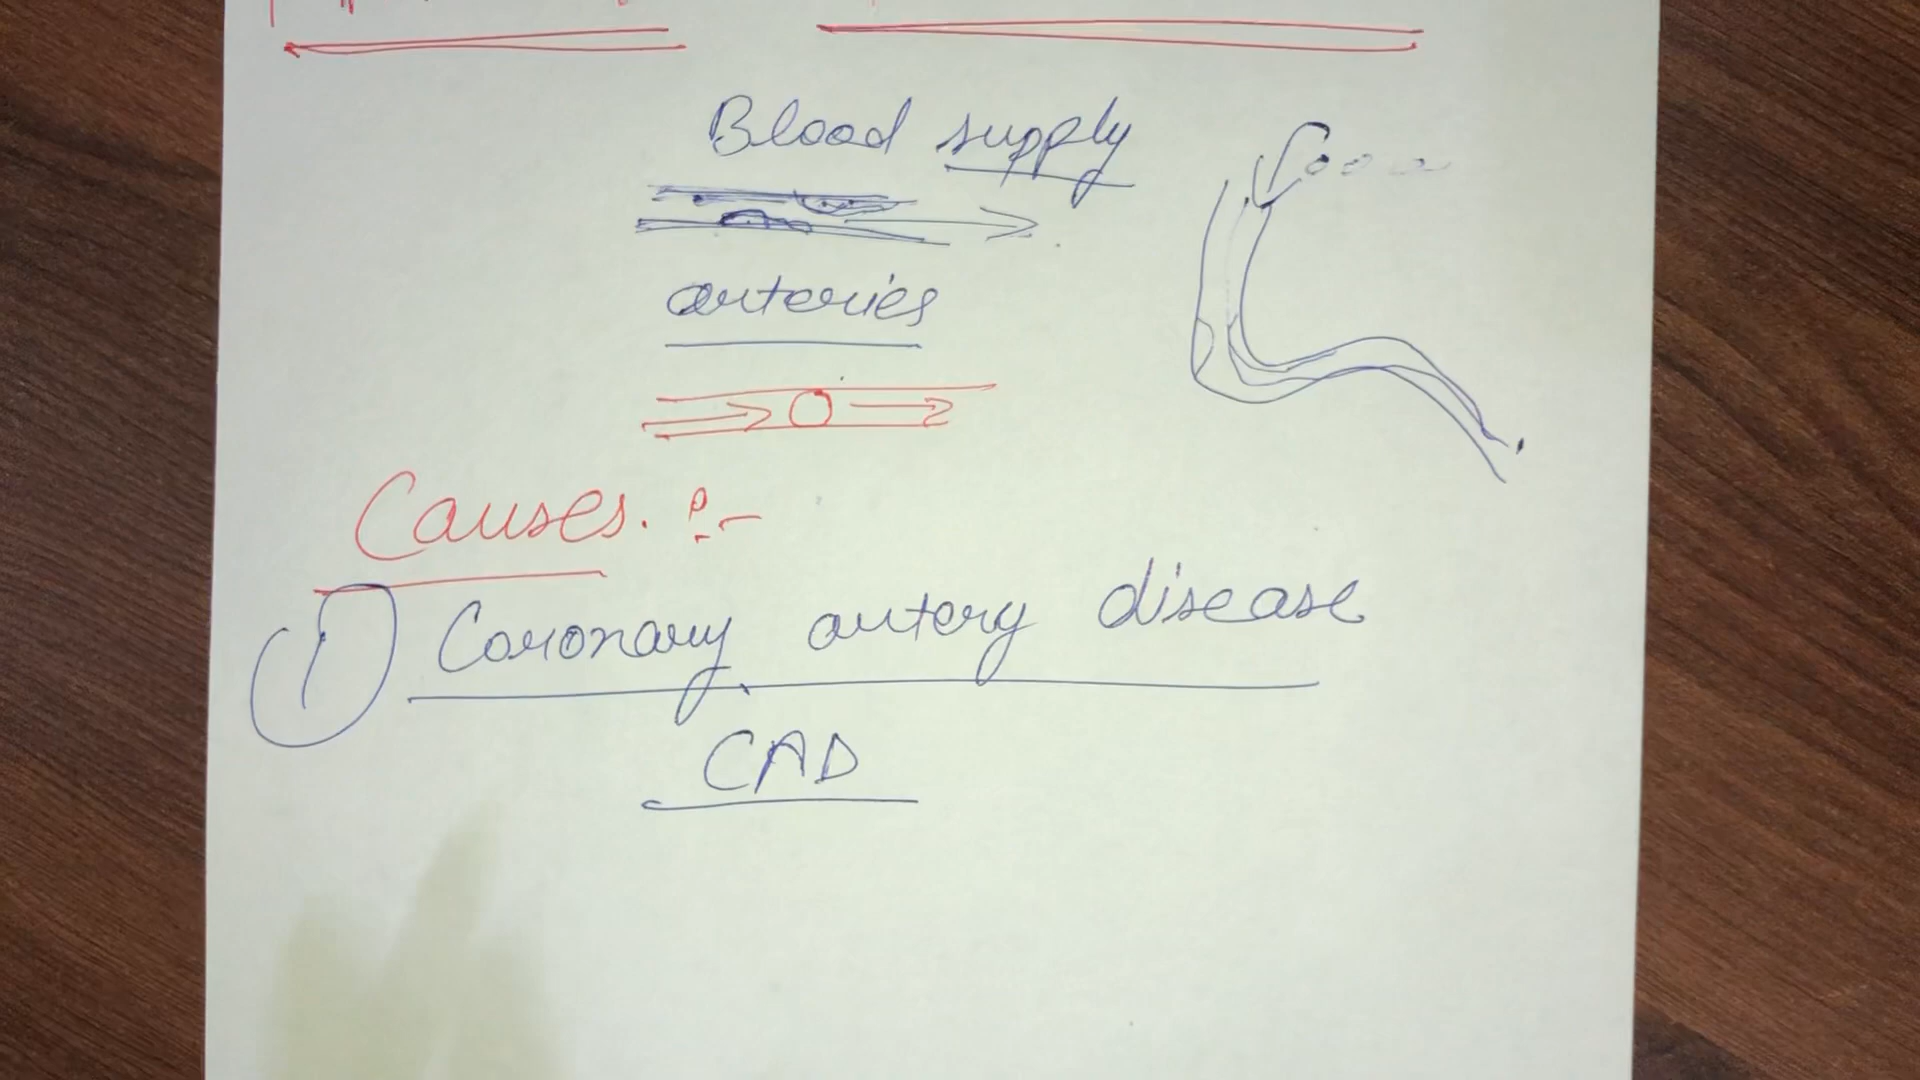 Blood supply
arteries
Causes. :-
1 Coronary artery disease
CAD